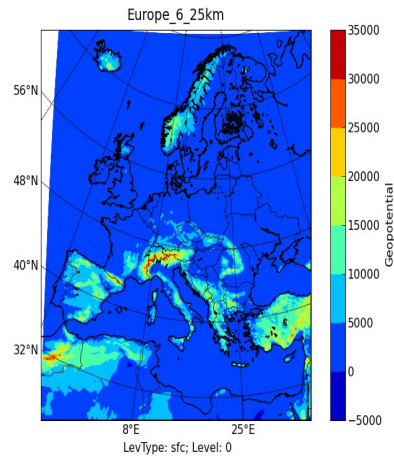 Europe_6_25km
56°N
48°N
40°N
32°N
8°E
25°E
LevType: sfc; Level: 0
35000
30000
25000
20000
15000
10000
5000
0
−5000
Geopotential